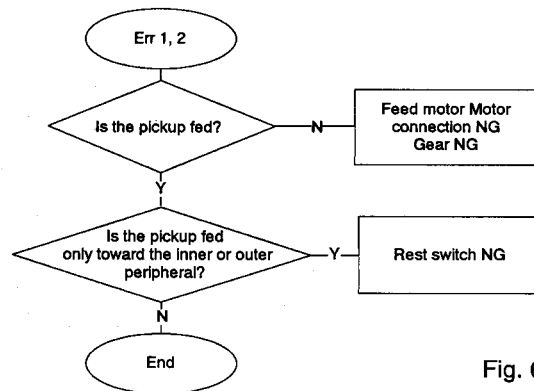 Err 1, 2
Is the pickup fed?
N
Feed motor Motor
connection NG
Gear NG
Y
Is the pickup fed
only toward the inner or outer
peripheral?
Y
Rest switch NG
N
End
Fig. 6